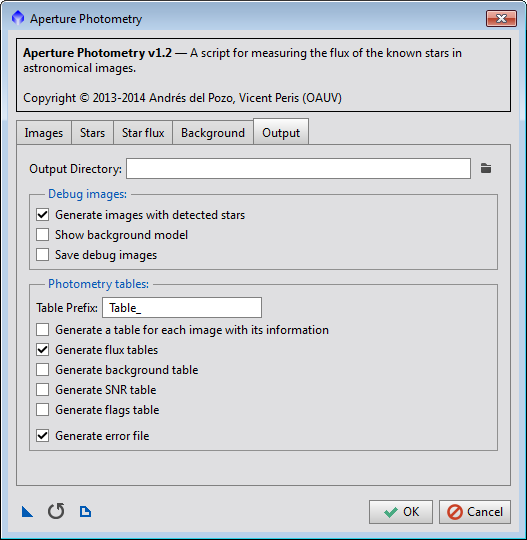 Aperture Photometry
Aperture Photometry v1.2 — A script for measuring the flux of the known stars in
astronomical images.
Copyright © 2013-2014 Andrés del Pozo, Vicent Peris (OAUV)
Images Stars Star flux Background Output
Output Directory:
Debug images:
Generate images with detected stars
Show background model
Save debug images
Photometry tables:
Table Prefix: Table_
Generate a table for each image with its information
Generate flux tables
Generate background table
Generate SNR table
Generate flags table
Generate error file
OK Cancel